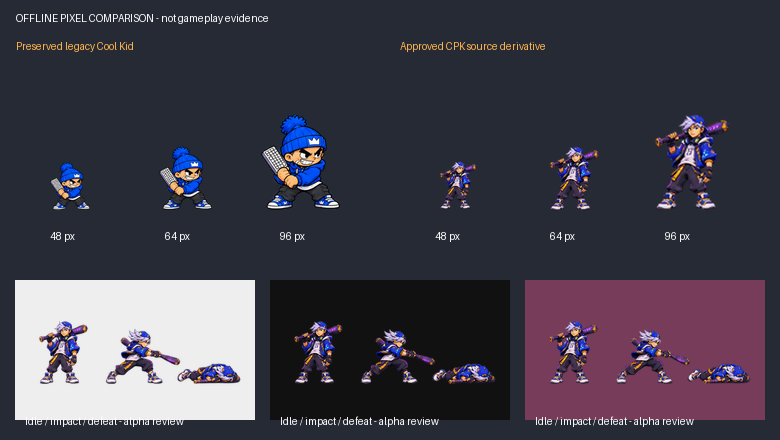 OFFLINE PIXEL COMPARISON - not gameplay evidence
Preserved legacy Cool Kid
Approved CPK source derivative
48 px
64 px
96 px
48 px
64 px
96 px
Idle / impact / defeat - alpha review
Idle / impact / defeat - alpha review
Idle / impact / defeat - alpha review